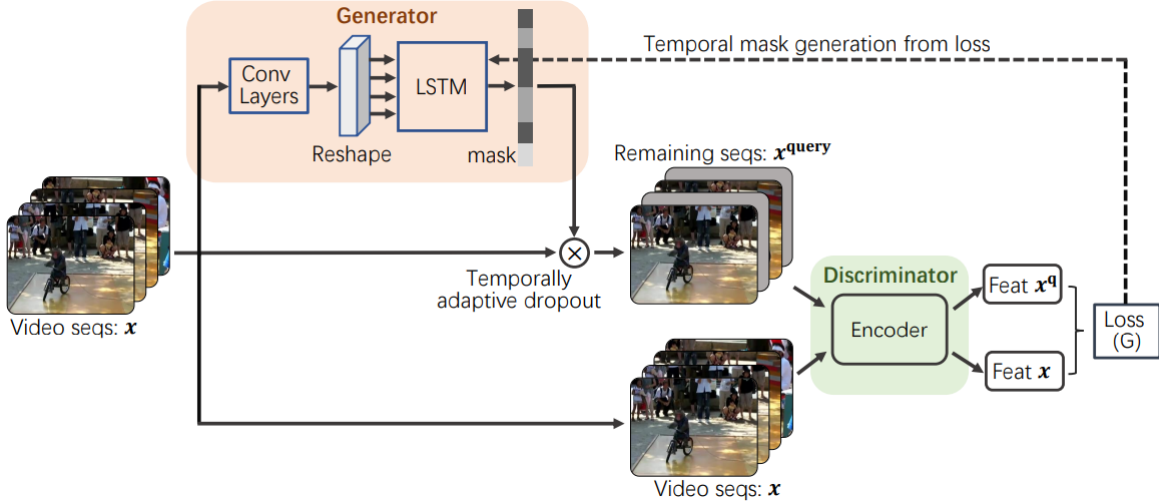 Generator
Temporal mask generation from loss
Conv
Layers
LSTM
Reshape
mask
Remaining seqs: x^query
Temporally
adaptive dropout
Video seqs: x
Discriminator
Encoder
Feat x^q
Feat x
Loss
(G)
Video seqs: x